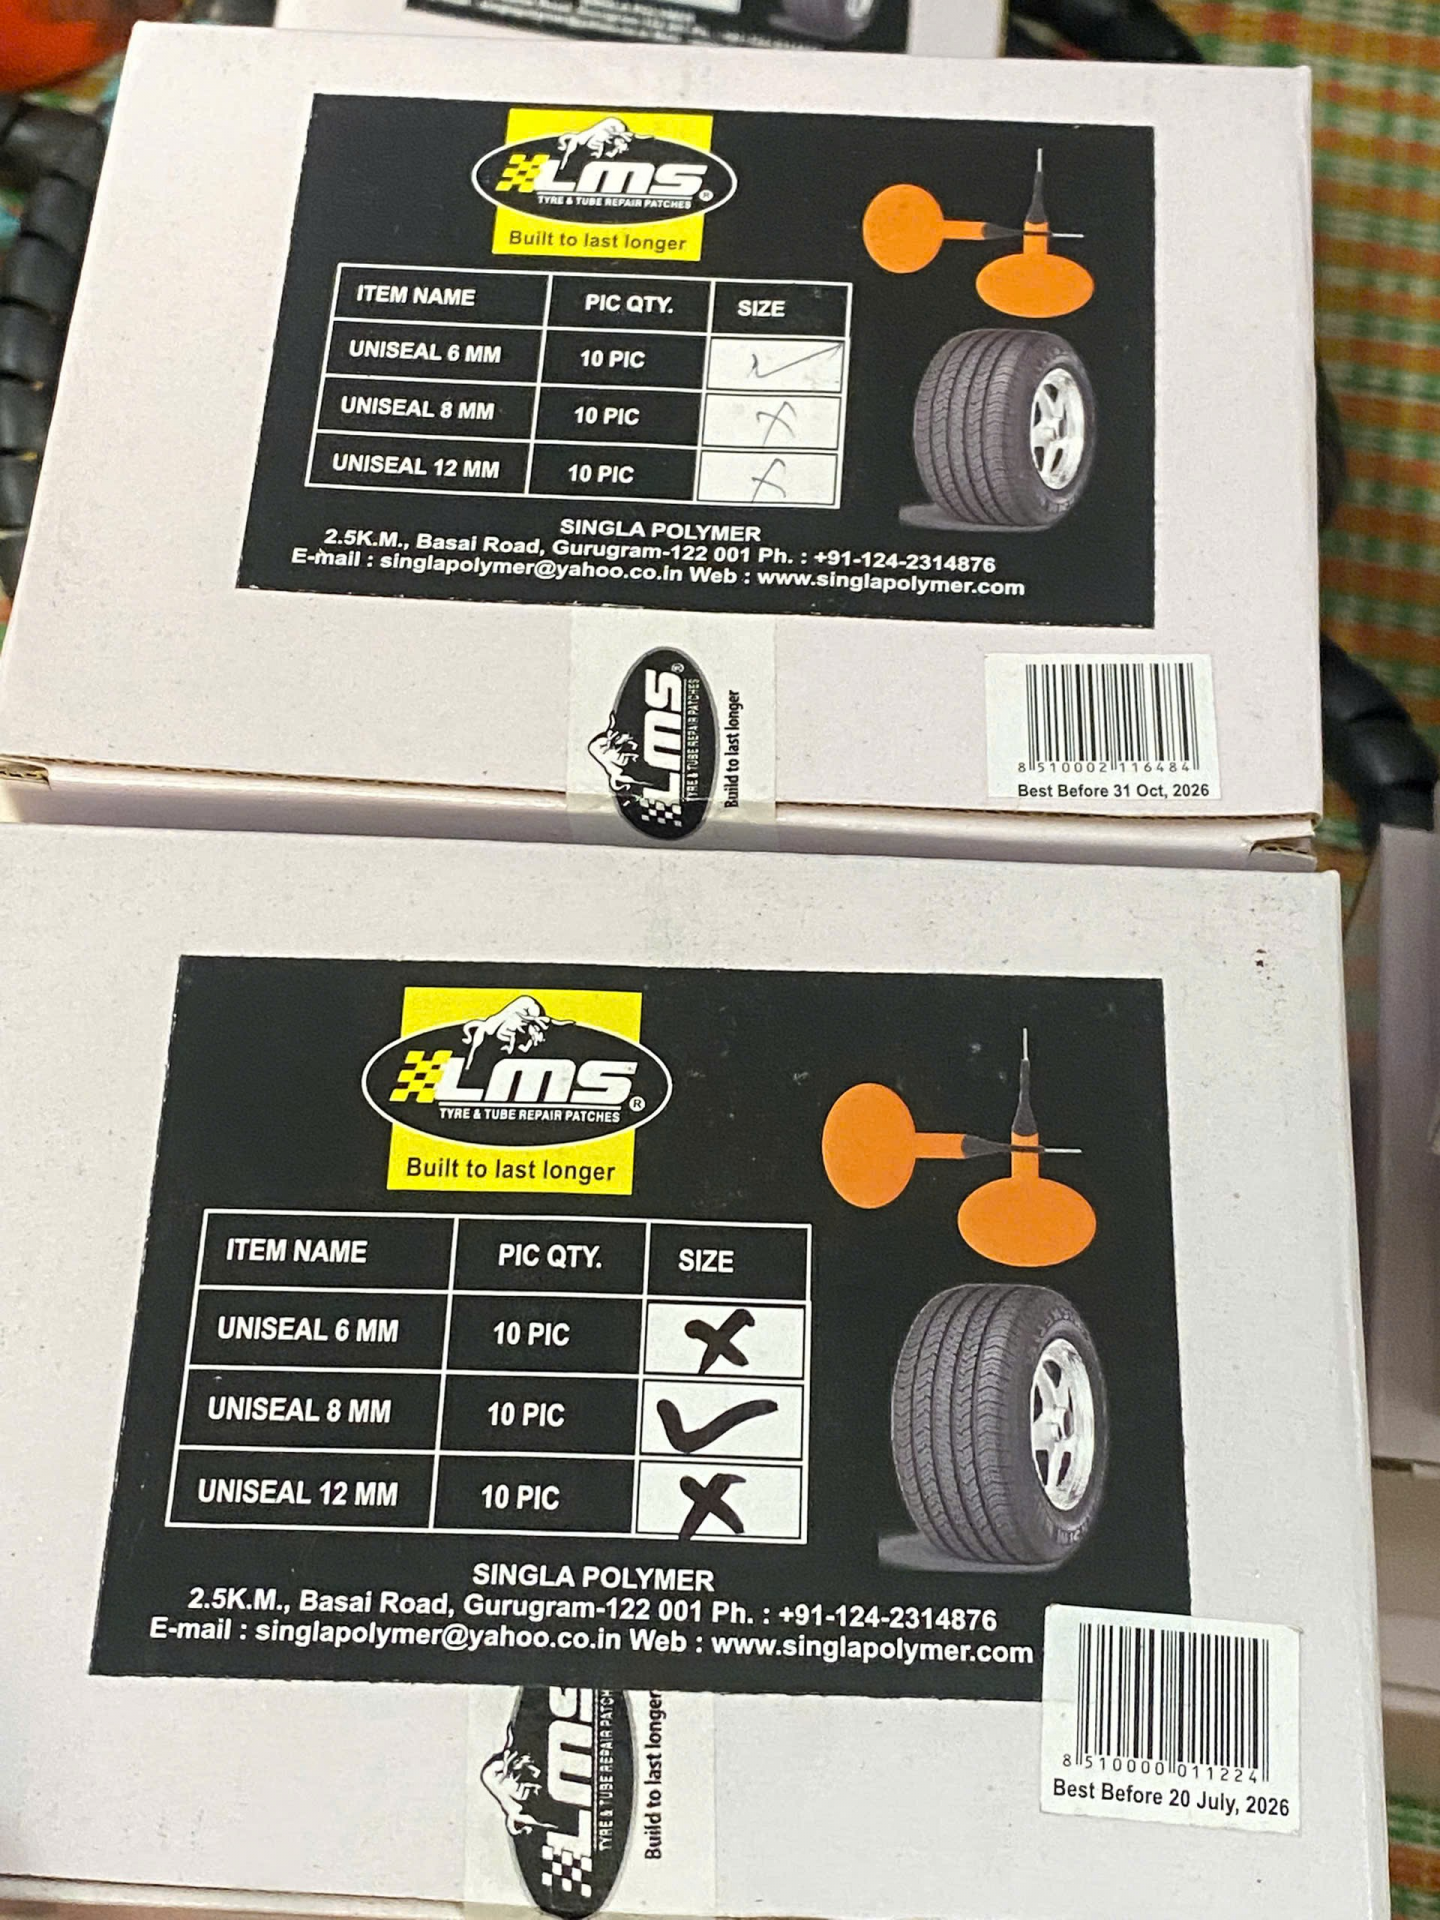 LMS®
TYRE & TUBE REPAIR PATCHES
Built to last longer
ITEM NAME PIC QTY. SIZE
UNISEAL 6 MM 10 PIC ✓
UNISEAL 8 MM 10 PIC X
UNISEAL 12 MM 10 PIC X
SINGLA POLYMER
2.5K.M., Basai Road, Gurugram-122 001 Ph. : +91-124-2314876
E-mail : singlapolymer@yahoo.co.in Web : www.singlapolymer.com
LMS®
TYRE & TUBE REPAIR PATCHES
Build to last longer
8 510002 116484
Best Before 31 Oct, 2026
LMS®
TYRE & TUBE REPAIR PATCHES
Built to last longer
ITEM NAME PIC QTY. SIZE
UNISEAL 6 MM 10 PIC X
UNISEAL 8 MM 10 PIC ✓
UNISEAL 12 MM 10 PIC X
SINGLA POLYMER
2.5K.M., Basai Road, Gurugram-122 001 Ph. : +91-124-2314876
E-mail : singlapolymer@yahoo.co.in Web : www.singlapolymer.com
LMS
TYRE & TUBE REPAIR PATCH
Build to last longer
8 510000 011224
Best Before 20 July, 2026